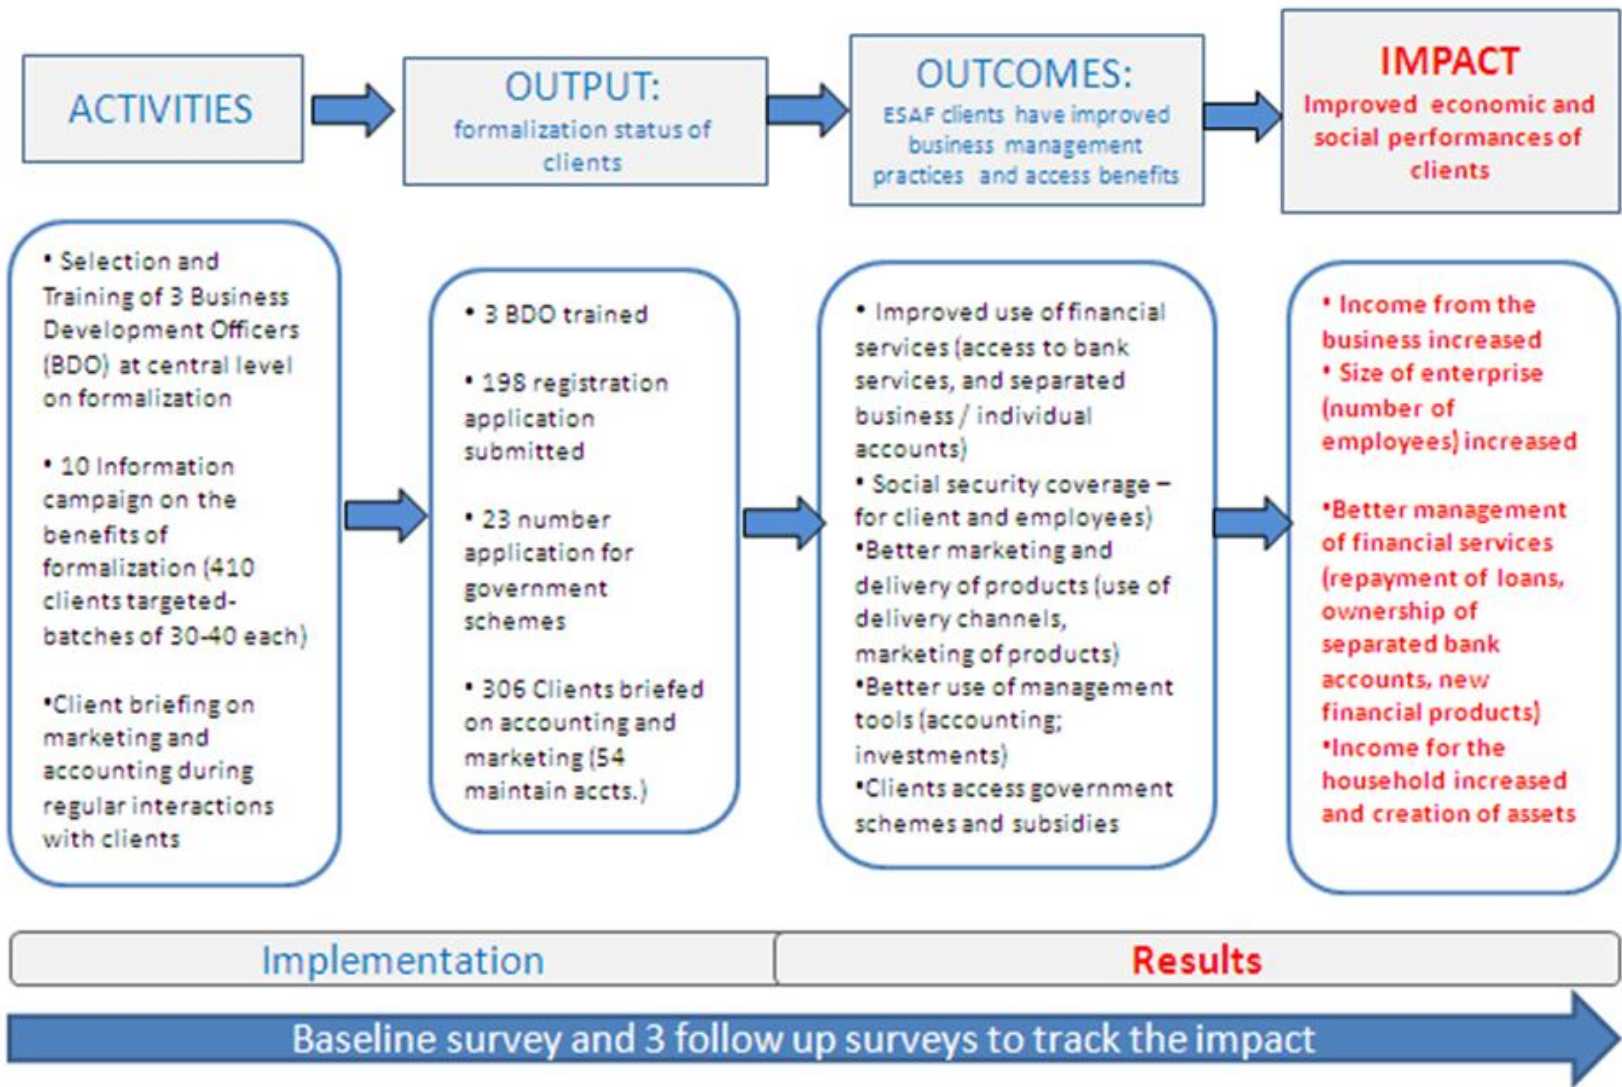 ACTIVITIES
OUTPUT:
formalization status of
clients
OUTCOMES:
ESAF clients have improved
business management
practices and access benefits
IMPACT
Improved economic and
social performances of
clients
• Selection and
Training of 3 Business
Development Officers
(BDO) at central level
on formalization
• 10 Information
campaign on the
benefits of
formalization (410
clients targeted-
batches of 30-40 each)
•Client briefing on
marketing and
accounting during
regular interactions
with clients
• 3 BDO trained
• 198 registration
application
submitted
• 23 number
application for
government
schemes
• 306 Clients briefed
on accounting and
marketing (54
maintain accts.)
• Improved use of financial
services (access to bank
services, and separated
business / individual
accounts)
• Social security coverage –
for client and employees)
•Better marketing and
delivery of products (use of
delivery channels,
marketing of products)
•Better use of management
tools (accounting;
investments)
•Clients access government
schemes and subsidies
• Income from the
business increased
• Size of enterprise
(number of
employees) increased
•Better management
of financial services
(repayment of loans,
ownership of
separated bank
accounts, new
financial products)
•Income for the
household increased
and creation of assets
Implementation
Results
Baseline survey and 3 follow up surveys to track the impact